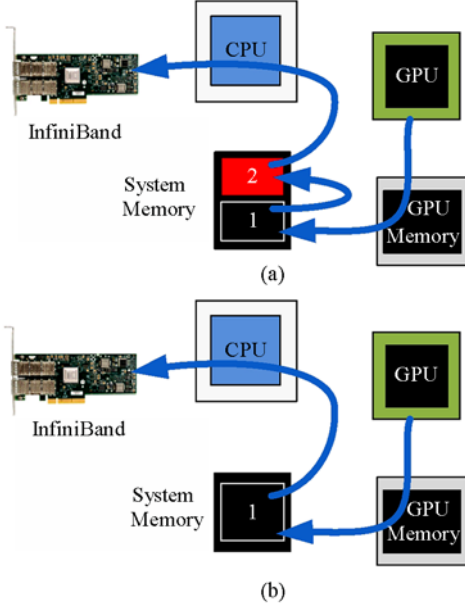 CPU
GPU
InfiniBand
System
Memory
2
1
GPU
Memory
(a)
CPU
GPU
InfiniBand
System
Memory
1
GPU
Memory
(b)